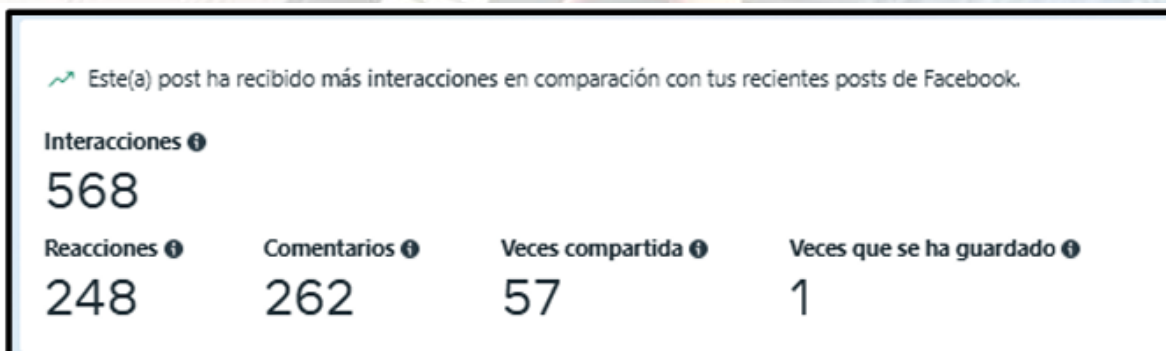 Este(a) post ha recibido más interacciones en comparación con tus recientes posts de Facebook.
Interacciones
568
Reacciones Comentarios Veces compartida Veces que se ha guardado
248 262 57 1